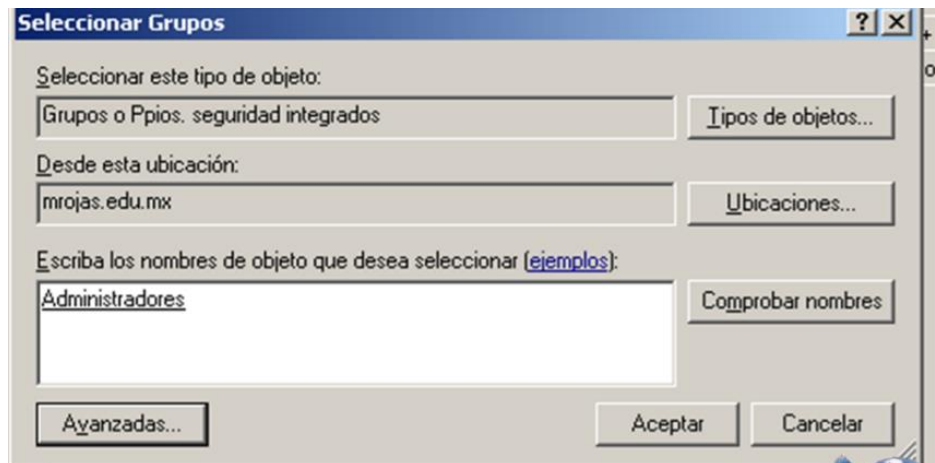 Seleccionar Grupos
Seleccionar este tipo de objeto:
Grupos o Ppios. seguridad integrados
Tipos de objetos...
Desde esta ubicación:
mrojas.edu.mx
Ubicaciones...
Escriba los nombres de objeto que desea seleccionar (ejemplos):
Administradores
Comprobar nombres
Avanzadas...
Aceptar
Cancelar